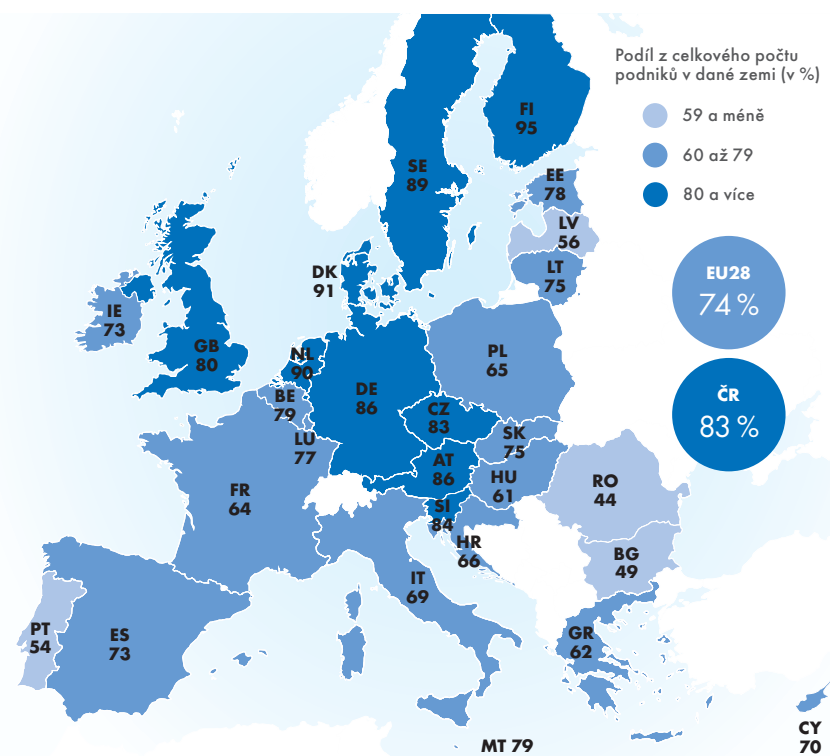 Podíl z celkového počtu
podniků v dané zemi (v %)
59 a méně
60 až 79
80 a více
EU28
74 %
ČR
83 %
FI
95
SE
89
EE
78
LV
56
LT
75
DK
91
IE
73
GB
80
NL
90
BE
79
LU
77
DE
86
PL
65
CZ
83
SK
75
AT
86
HU
61
SI
84
HR
66
RO
44
BG
49
FR
64
IT
69
PT
54
ES
73
GR
62
MT 79
CY
70